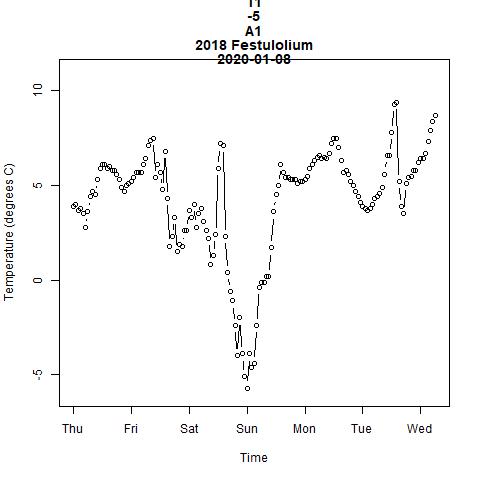 T1
-5
A1
2018 Festulolium
2020-01-08
Temperature (degrees C)
10
5
0
-5
Thu Fri Sat Sun Mon Tue Wed
Time